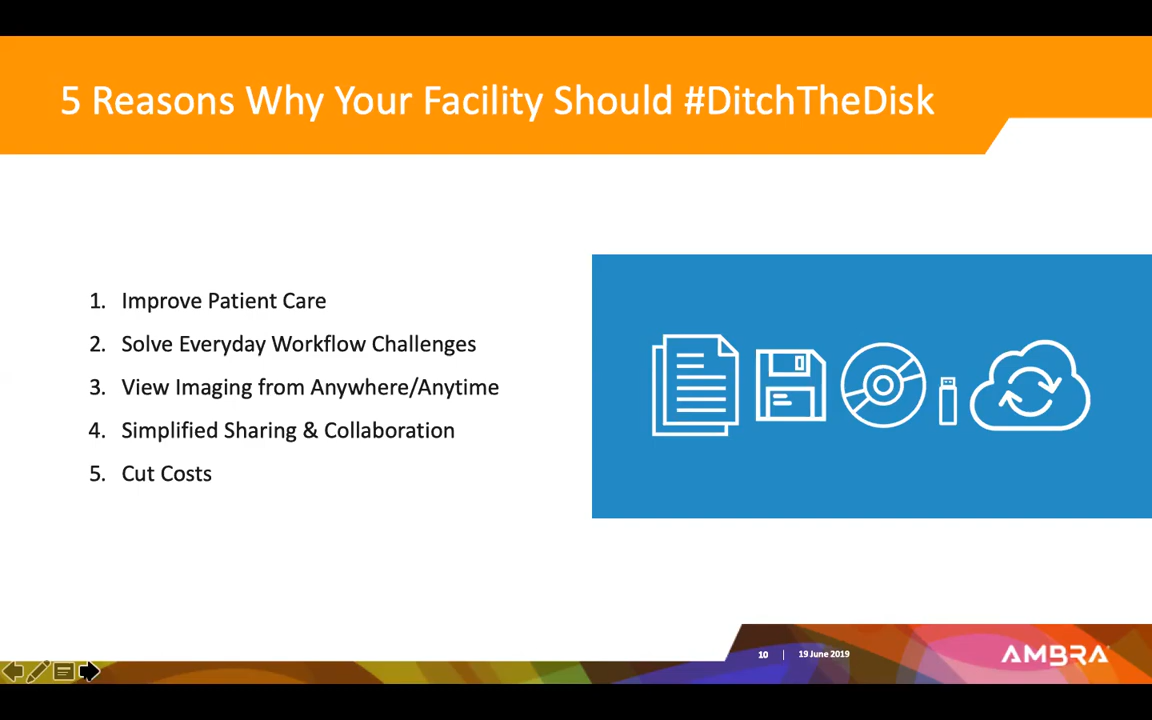 5 Reasons Why Your Facility Should #DitchTheDisk
1. Improve Patient Care
2. Solve Everyday Workflow Challenges
3. View Imaging from Anywhere/Anytime
4. Simplified Sharing & Collaboration
5. Cut Costs
10 | 19 June 2019
AMBRA